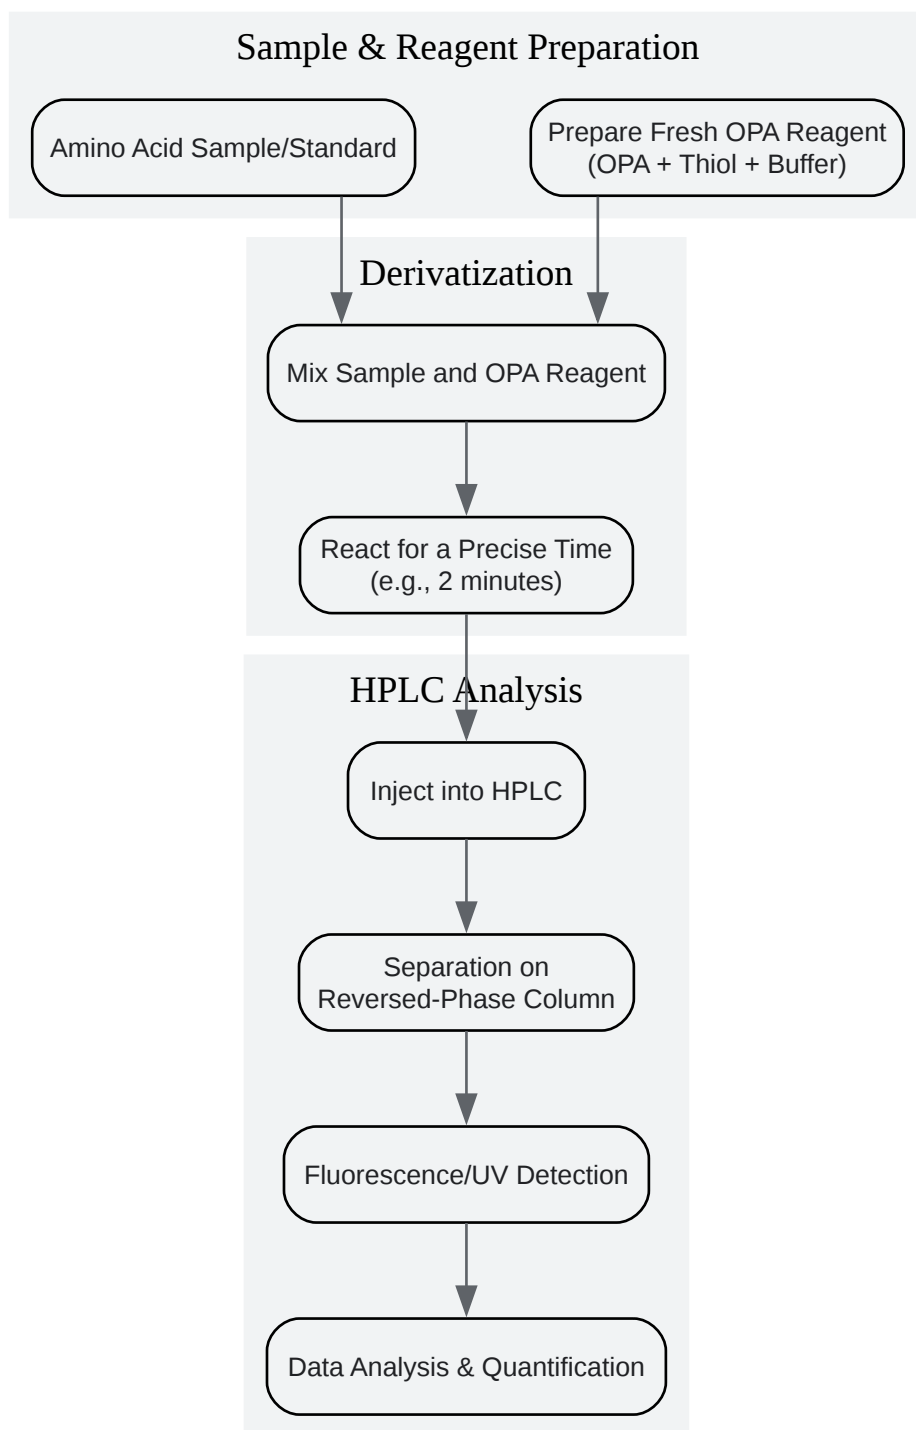 Sample & Reagent Preparation
Amino Acid Sample/Standard
Prepare Fresh OPA Reagent
(OPA + Thiol + Buffer)
Derivatization
Mix Sample and OPA Reagent
React for a Precise Time
(e.g., 2 minutes)
HPLC Analysis
Inject into HPLC
Separation on
Reversed-Phase Column
Fluorescence/UV Detection
Data Analysis & Quantification